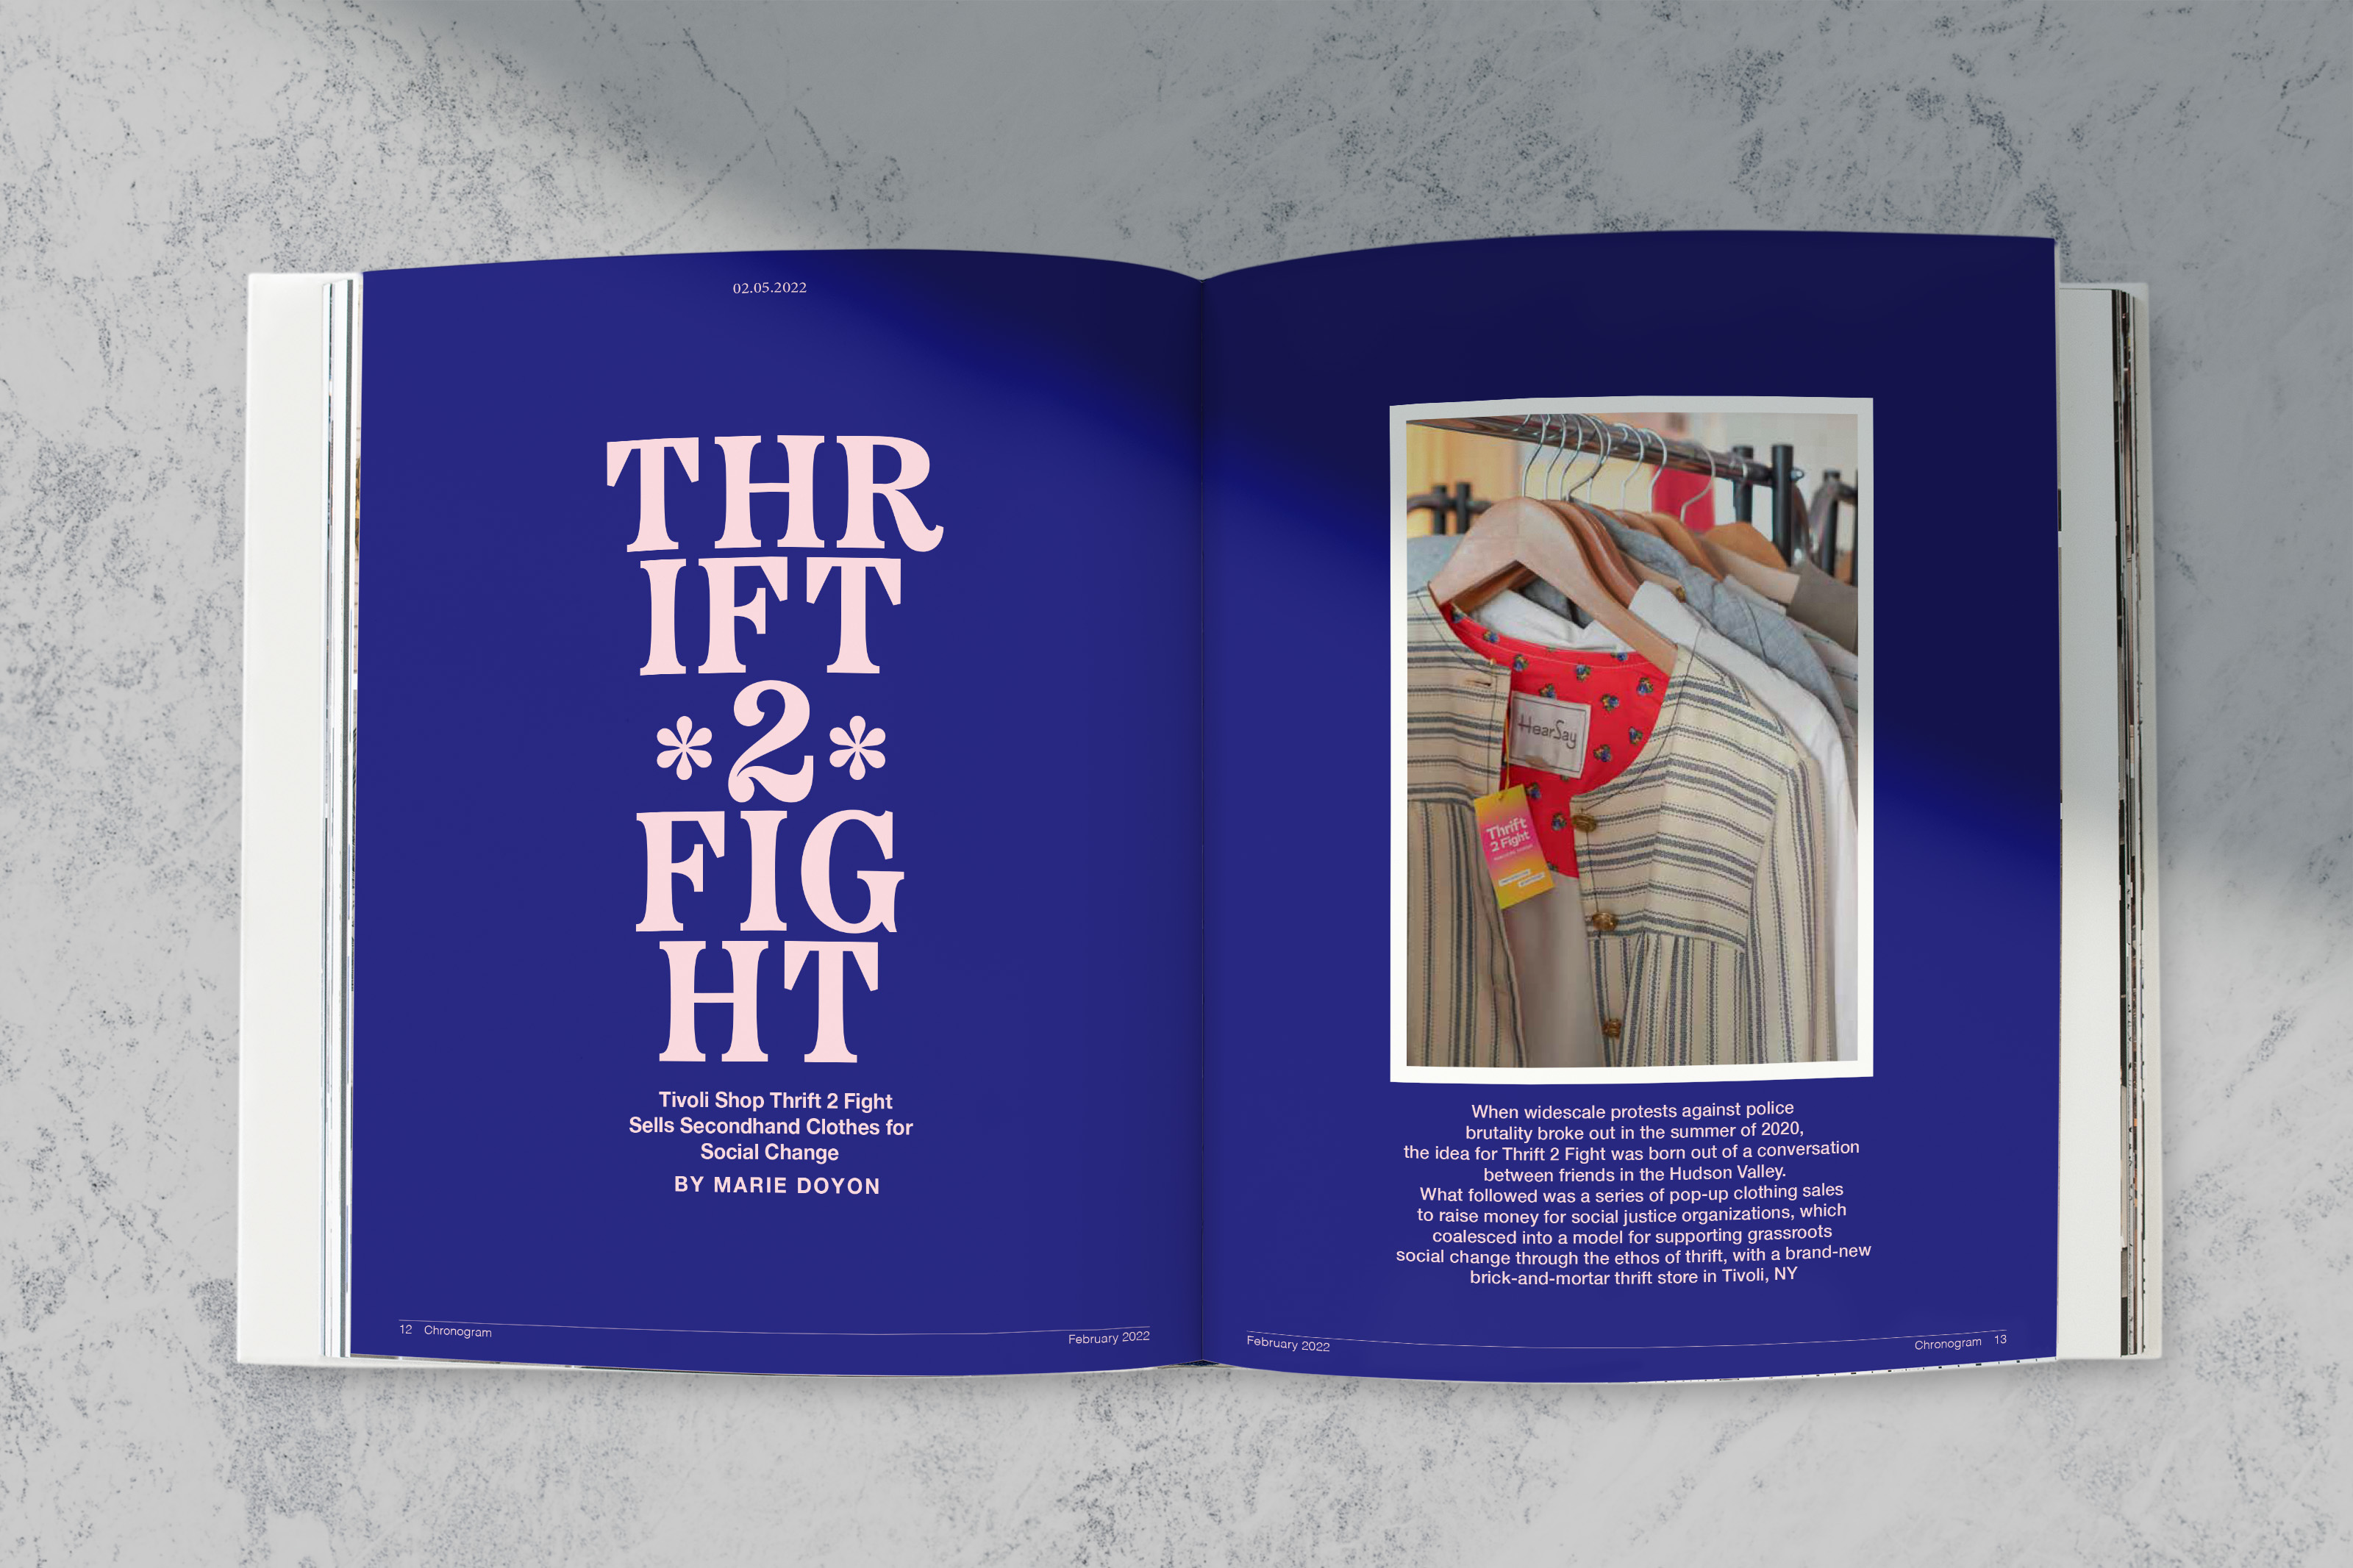 02.05.2022
THR
IFT
*2*
FIG
HT
Tivoli Shop Thrift 2 Fight
Sells Secondhand Clothes for
Social Change
BY MARIE DOYON
12 Chronogram
February 2022
HearSay
Thrift
2 Fight
When widescale protests against police
brutality broke out in the summer of 2020,
the idea for Thrift 2 Fight was born out of a conversation
between friends in the Hudson Valley.
What followed was a series of pop-up clothing sales
to raise money for social justice organizations, which
coalesced into a model for supporting grassroots
social change through the ethos of thrift, with a brand-new
brick-and-mortar thrift store in Tivoli, NY
February 2022
Chronogram 13